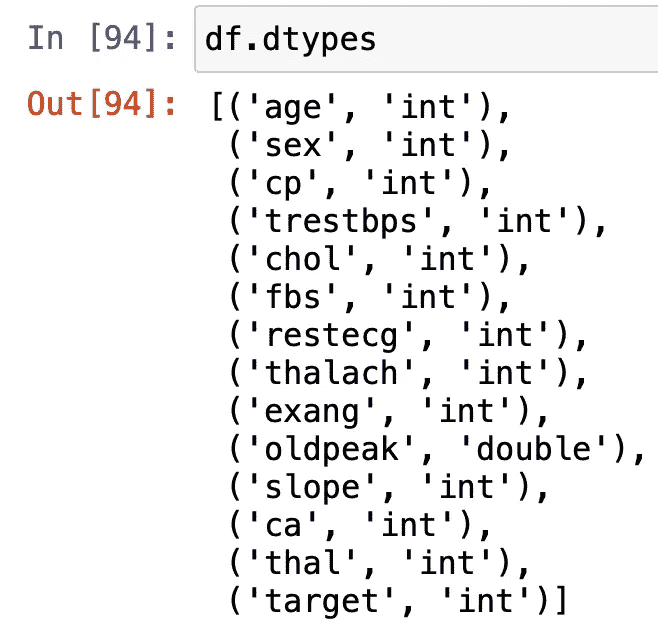 In [94]: df.dtypes
Out[94]: [('age', 'int'),
('sex', 'int'),
('cp', 'int'),
('trestbps', 'int'),
('chol', 'int'),
('fbs', 'int'),
('restecg', 'int'),
('thalach', 'int'),
('exang', 'int'),
('oldpeak', 'double'),
('slope', 'int'),
('ca', 'int'),
('thal', 'int'),
('target', 'int')]